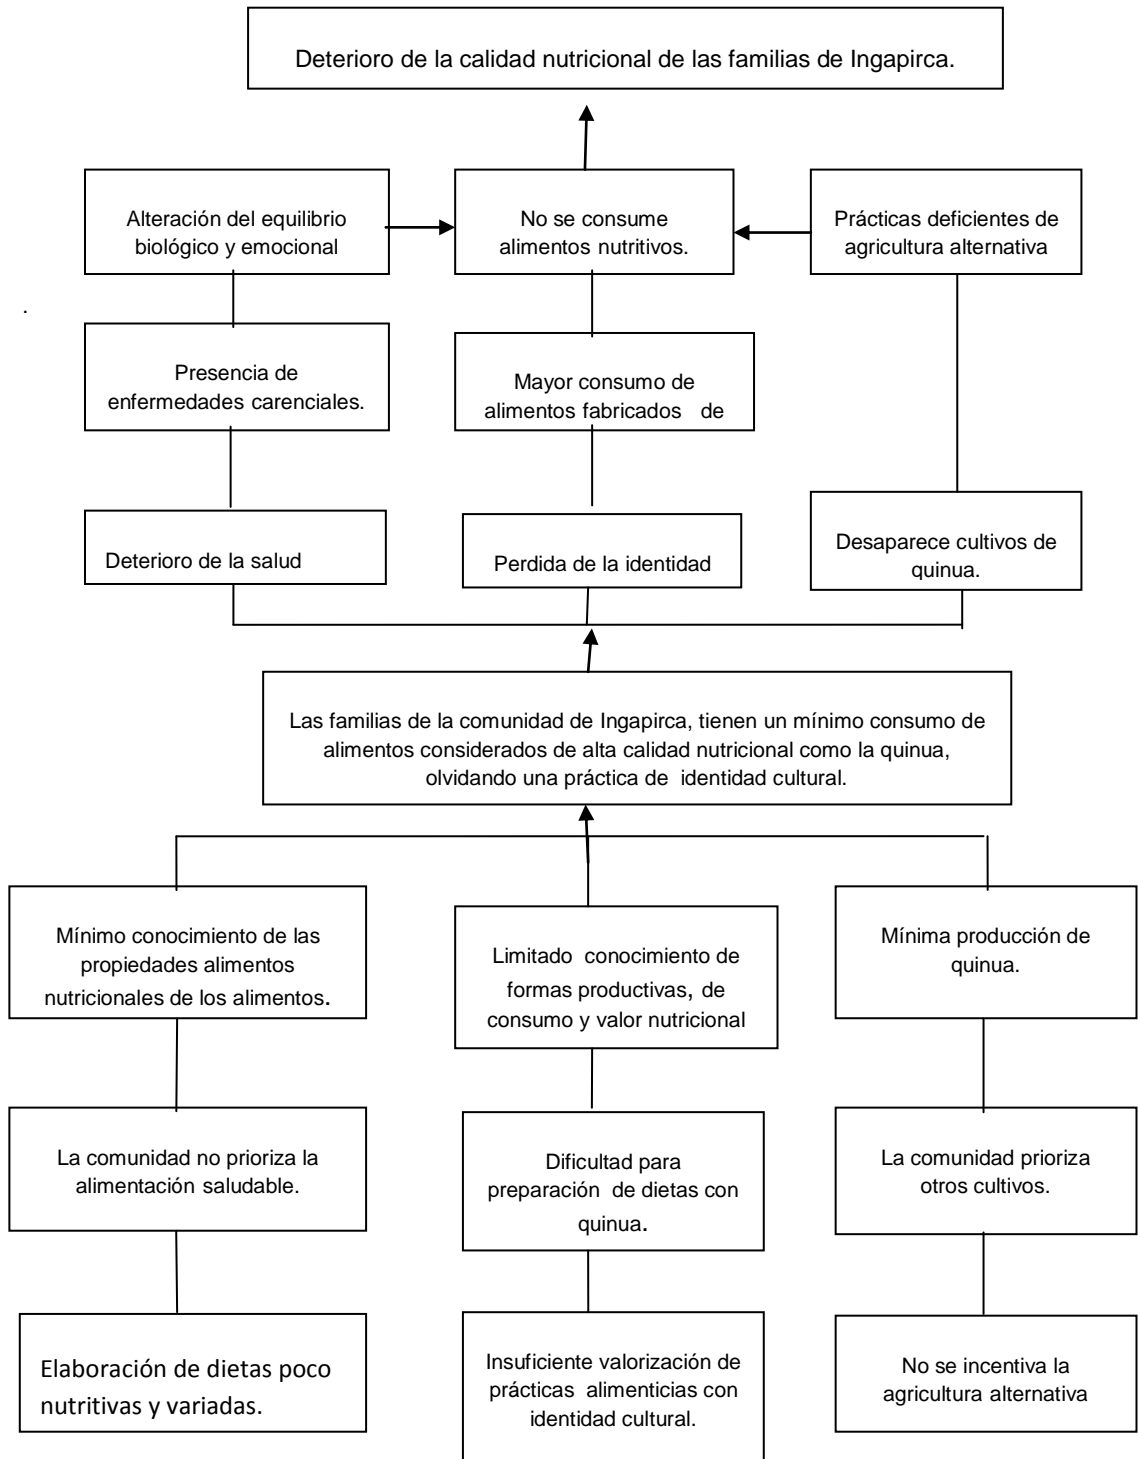 Deterioro de la calidad nutricional de las familias de Ingapirca.
Alteración del equilibrio
biológico y emocional
No se consume
alimentos nutritivos.
Prácticas deficientes de
agricultura alternativa
.
Presencia de
enfermedades carenciales.
Mayor consumo de
alimentos fabricados de
Deterioro de la salud
Perdida de la identidad
Desaparece cultivos de
quinua.
Las familias de la comunidad de Ingapirca, tienen un mínimo consumo de
alimentos considerados de alta calidad nutricional como la quinua,
olvidando una práctica de identidad cultural.
Mínimo conocimiento de las
propiedades alimentos
nutricionales de los alimentos.
Limitado conocimiento de
formas productivas, de
consumo y valor nutricional
Mínima producción de
quinua.
La comunidad no prioriza la
alimentación saludable.
Dificultad para
preparación de dietas con
quinua.
La comunidad prioriza
otros cultivos.
Elaboración de dietas poco
nutritivas y variadas.
Insuficiente valorización de
prácticas alimenticias con
identidad cultural.
No se incentiva la
agricultura alternativa